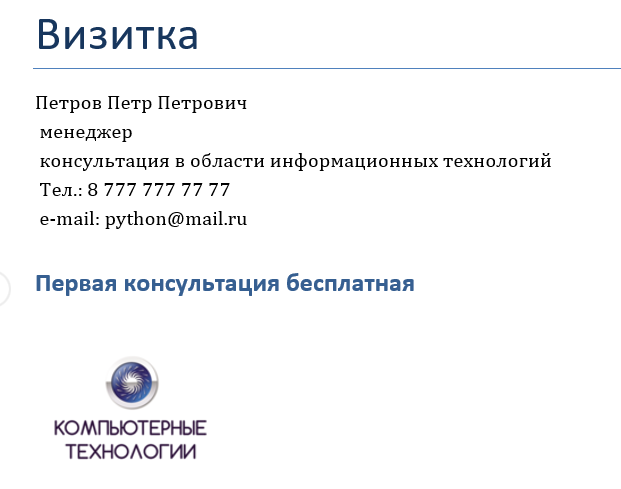 Визитка
Петров Петр Петрович
менеджер
консультация в области информационных технологий
Тел.: 8 777 777 77 77
e-mail: python@mail.ru
Первая консультация бесплатная
КОМПЬЮТЕРНЫЕ
ТЕХНОЛОГИИ